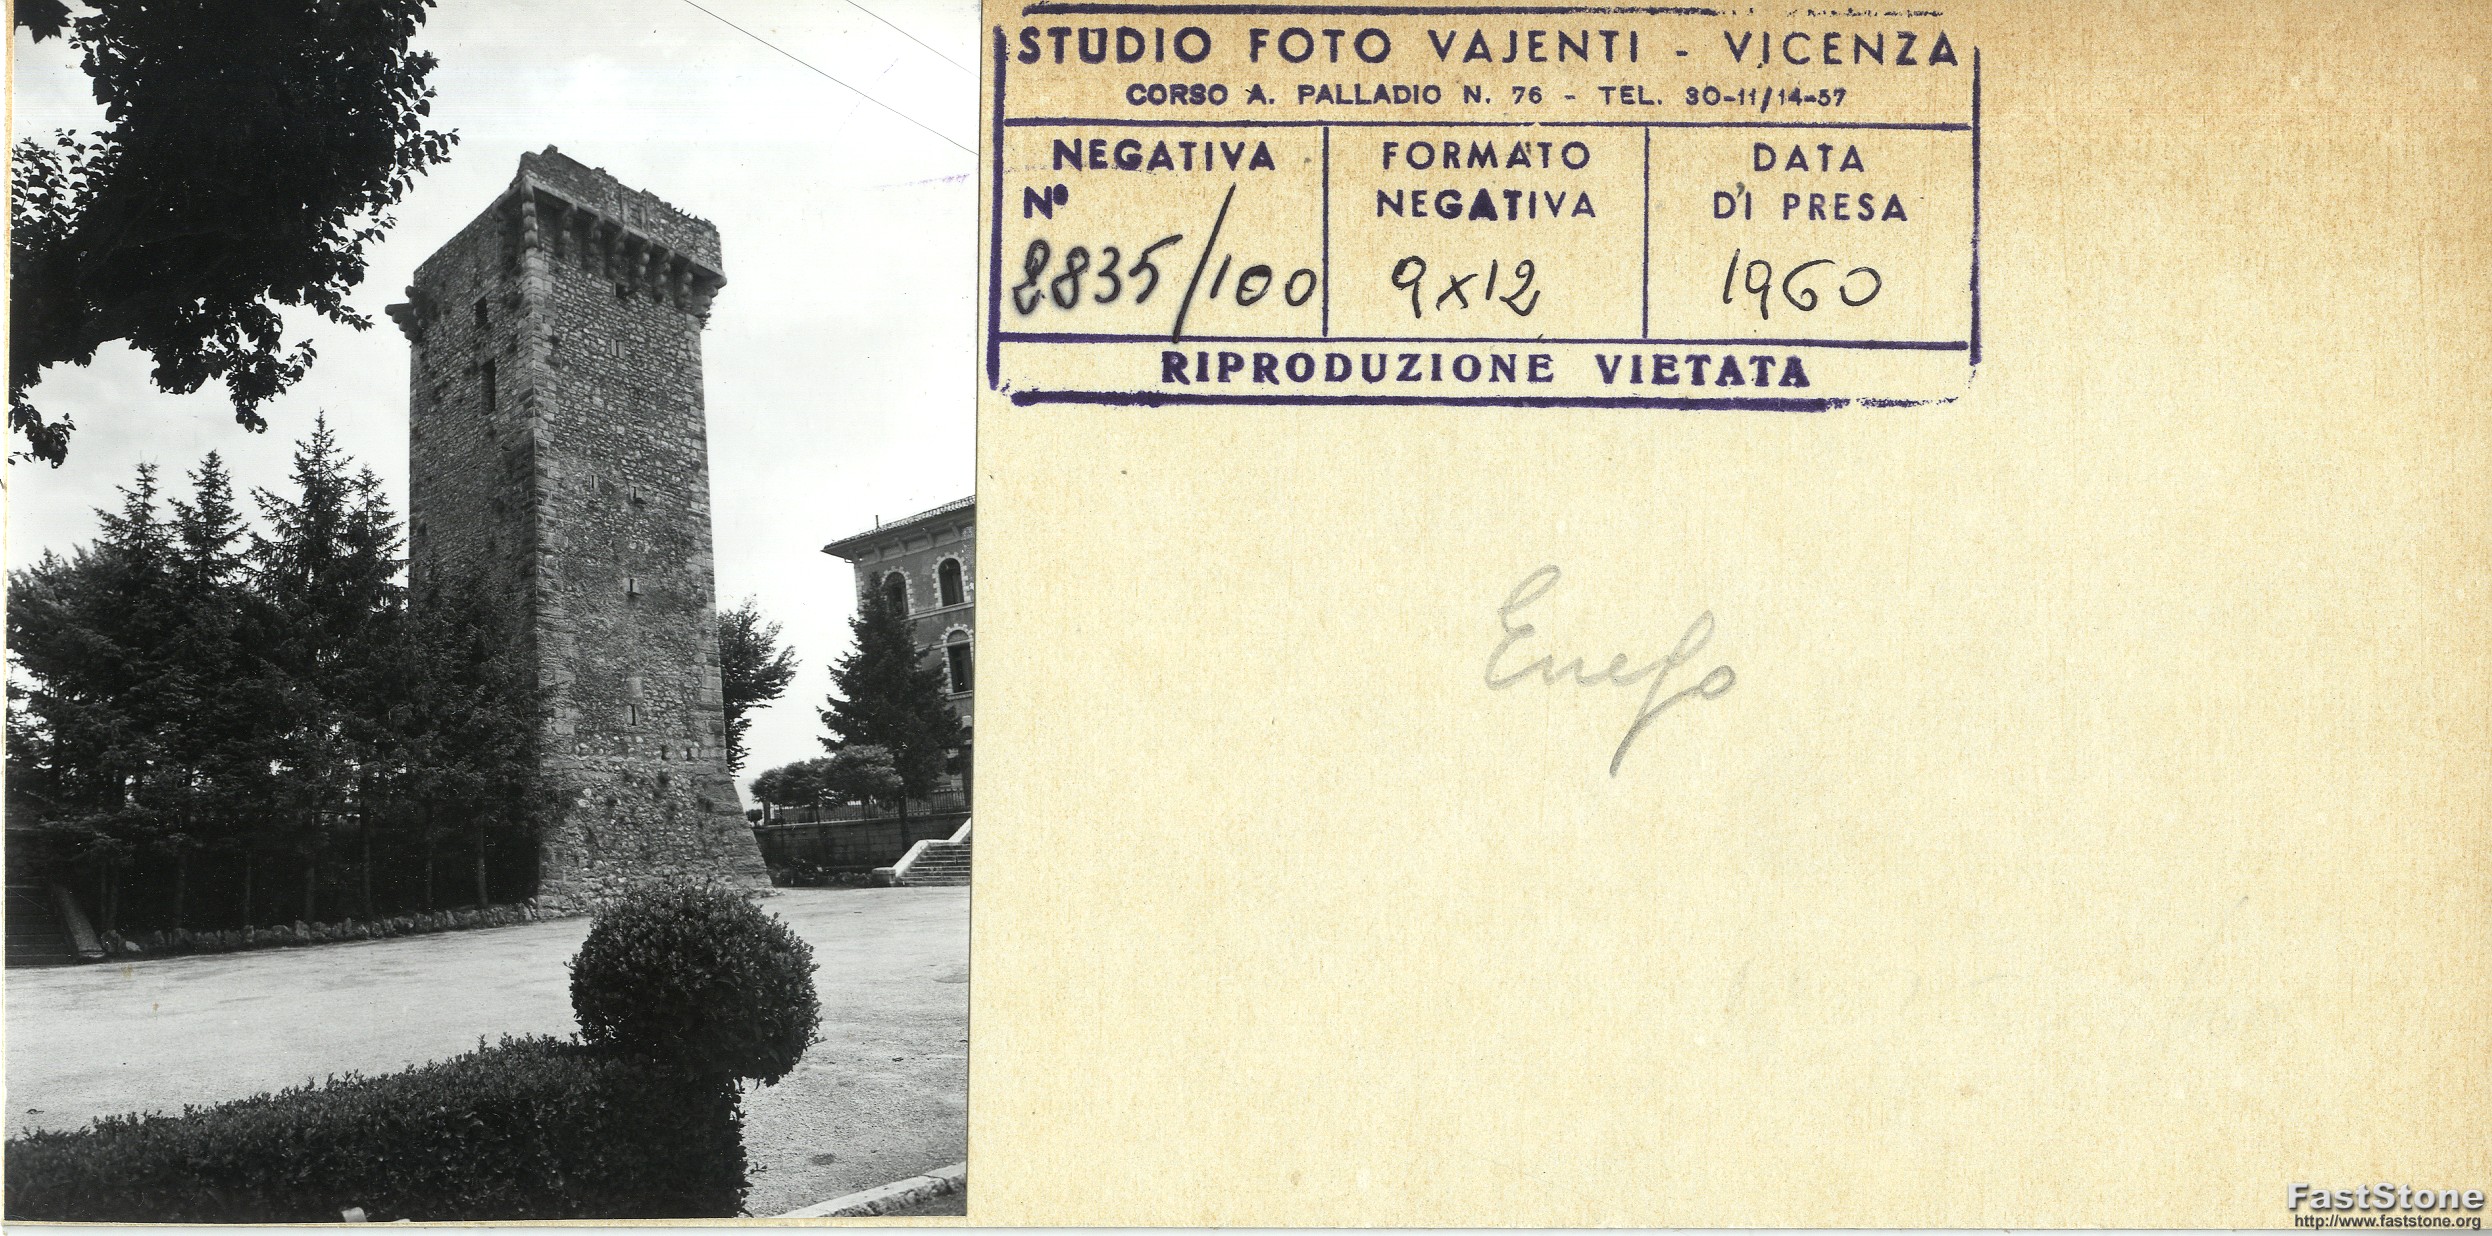 STUDIO FOTO VAJENTI - VICENZA
CORSO A. PALLADIO N. 76 - TEL. 30-11/14-57
NEGATIVA
Nº
2835/100
FORMATO
NEGATIVA
9x12
DATA
D'I PRESA
1960
RIPRODUZIONE VIETATA
Enego
FastStone
http://www.faststone.org